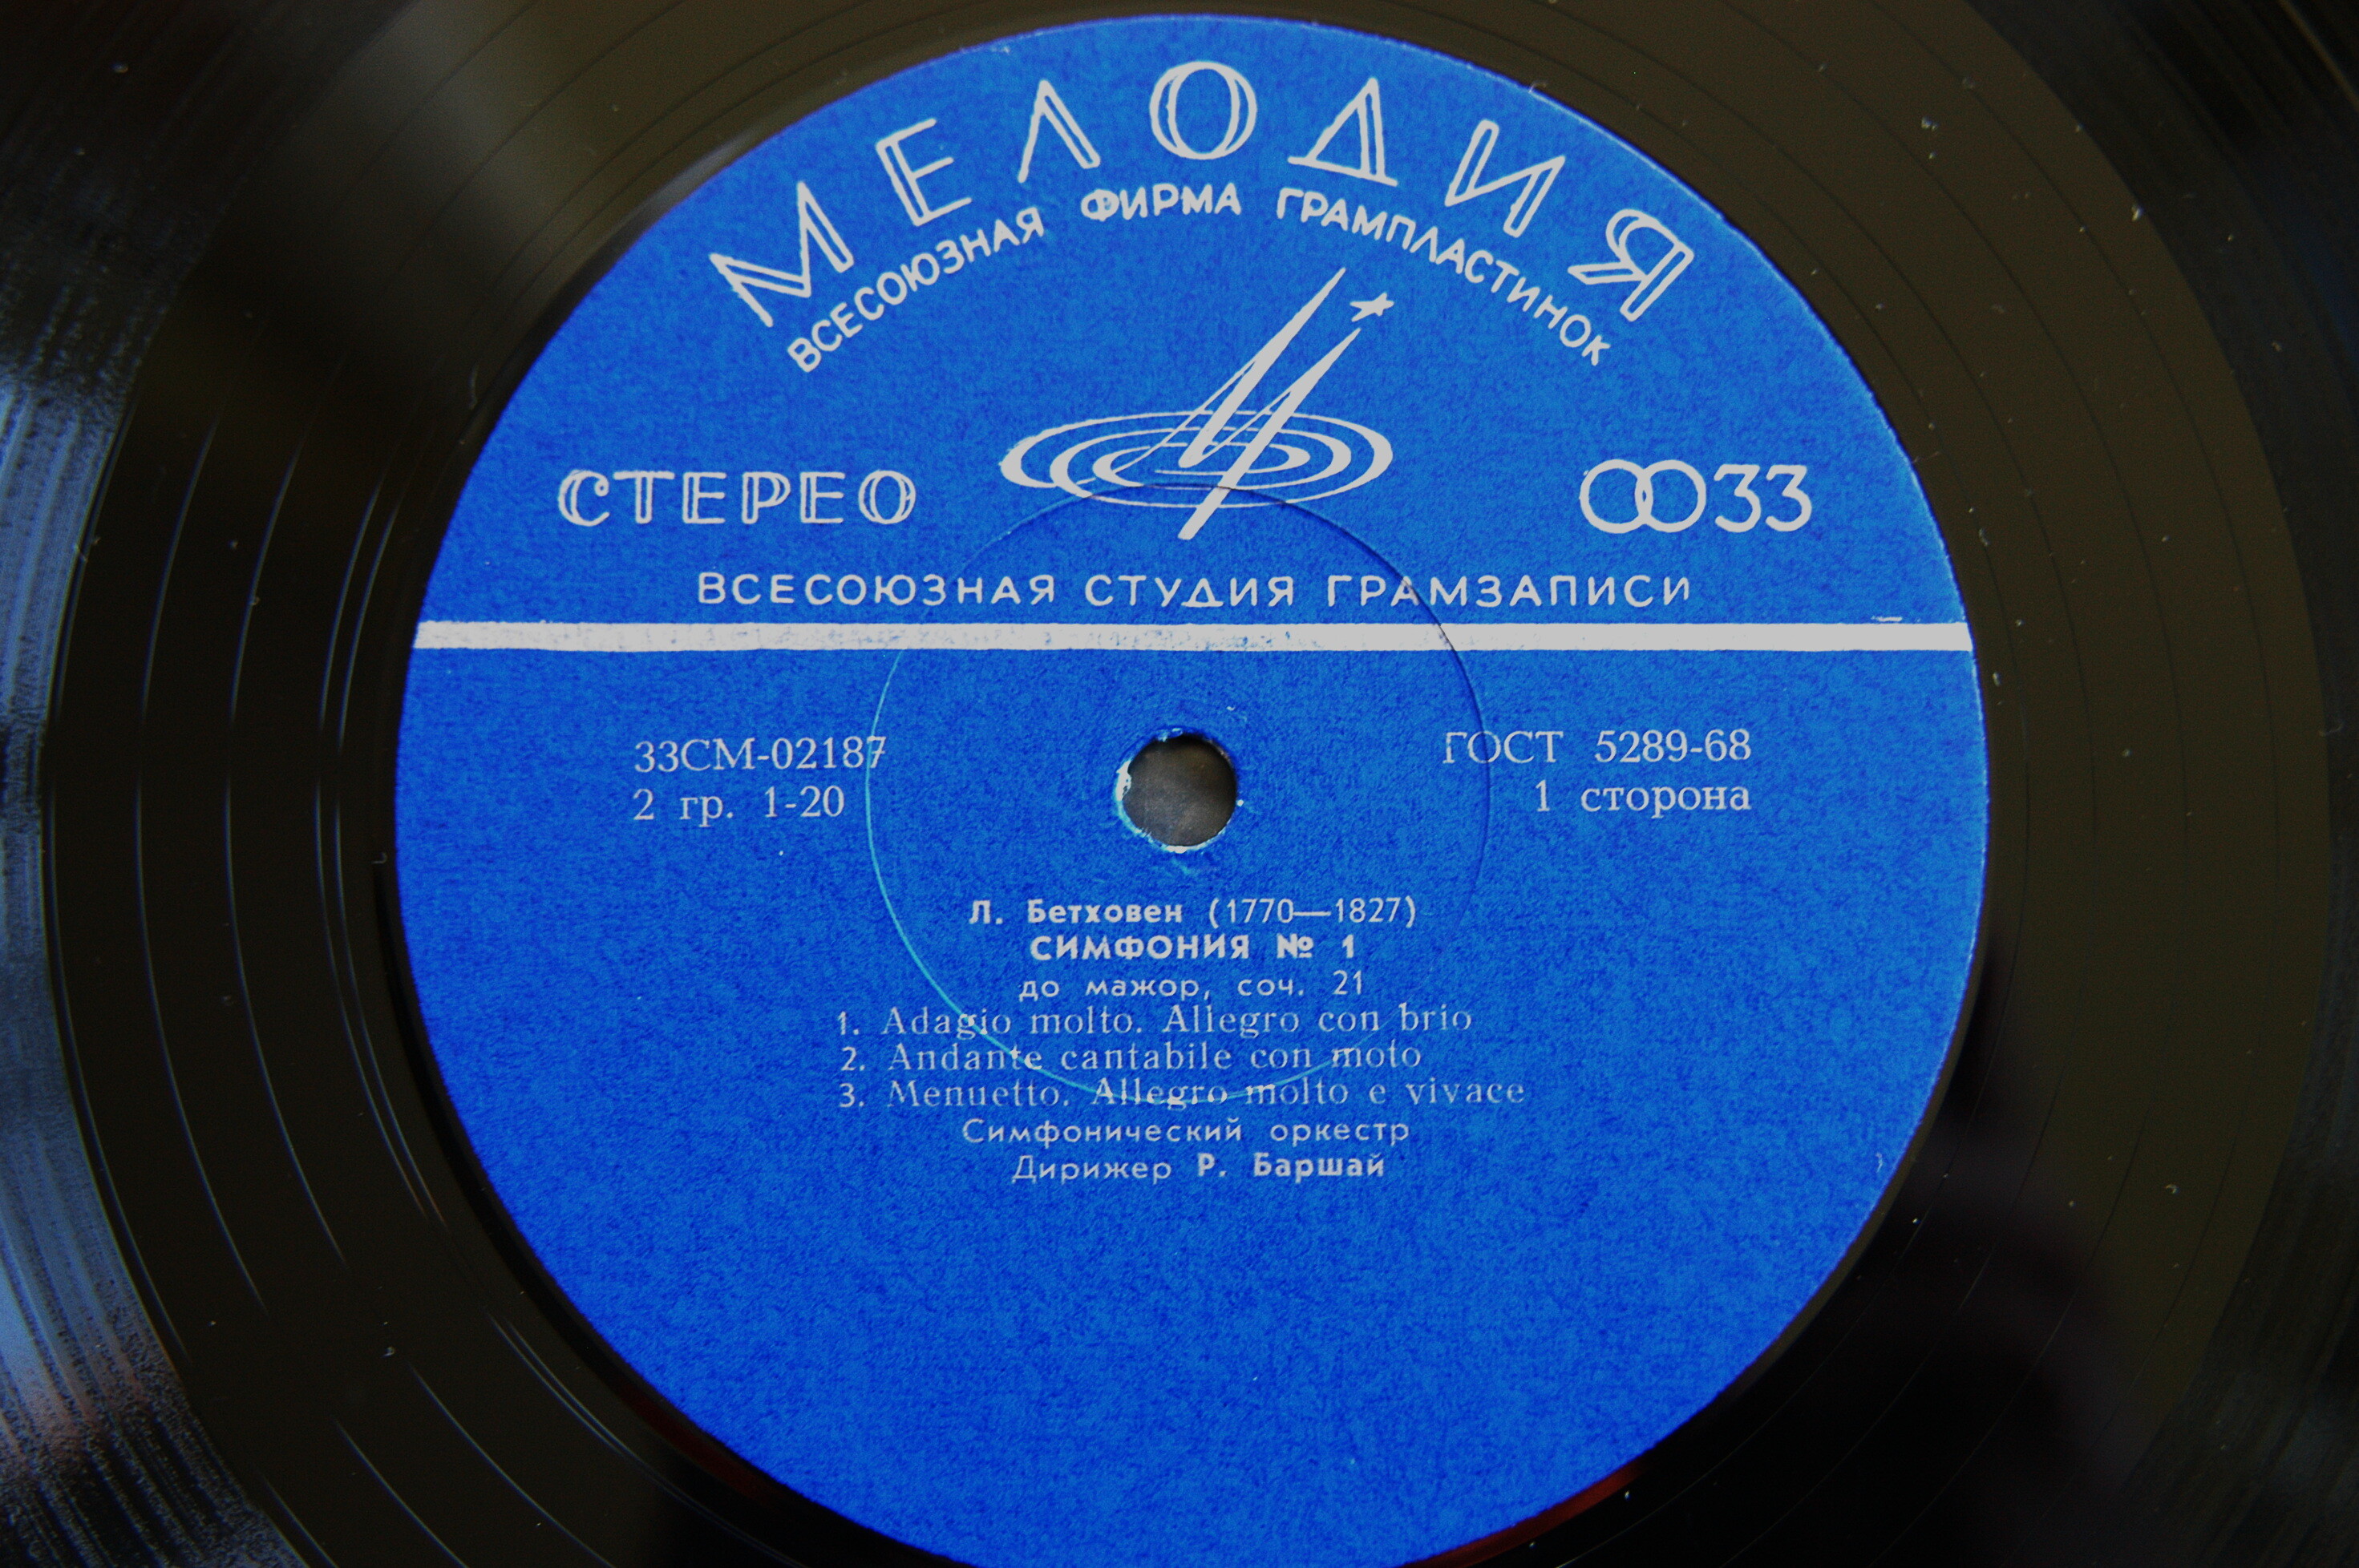 МЕЛОДИЯ
ВСЕСОЮЗНАЯ ФИРМА ГРАМПЛАСТИНОК
СТЕРЕО 33
ВСЕСОЮЗНАЯ СТУДИЯ ГРАМЗАПИСИ
33СМ-02187 ГОСТ 5289-68
2 гр. 1-20 1 сторона
Л. Бетховен (1770—1827)
СИМФОНИЯ № 1
до мажор, соч. 21
1. Adagio molto. Allegro con brio
2. Andante cantabile con moto
3. Menuetto. Allegro molto e vivace
Симфонический оркестр
Дирижер Р. Баршай